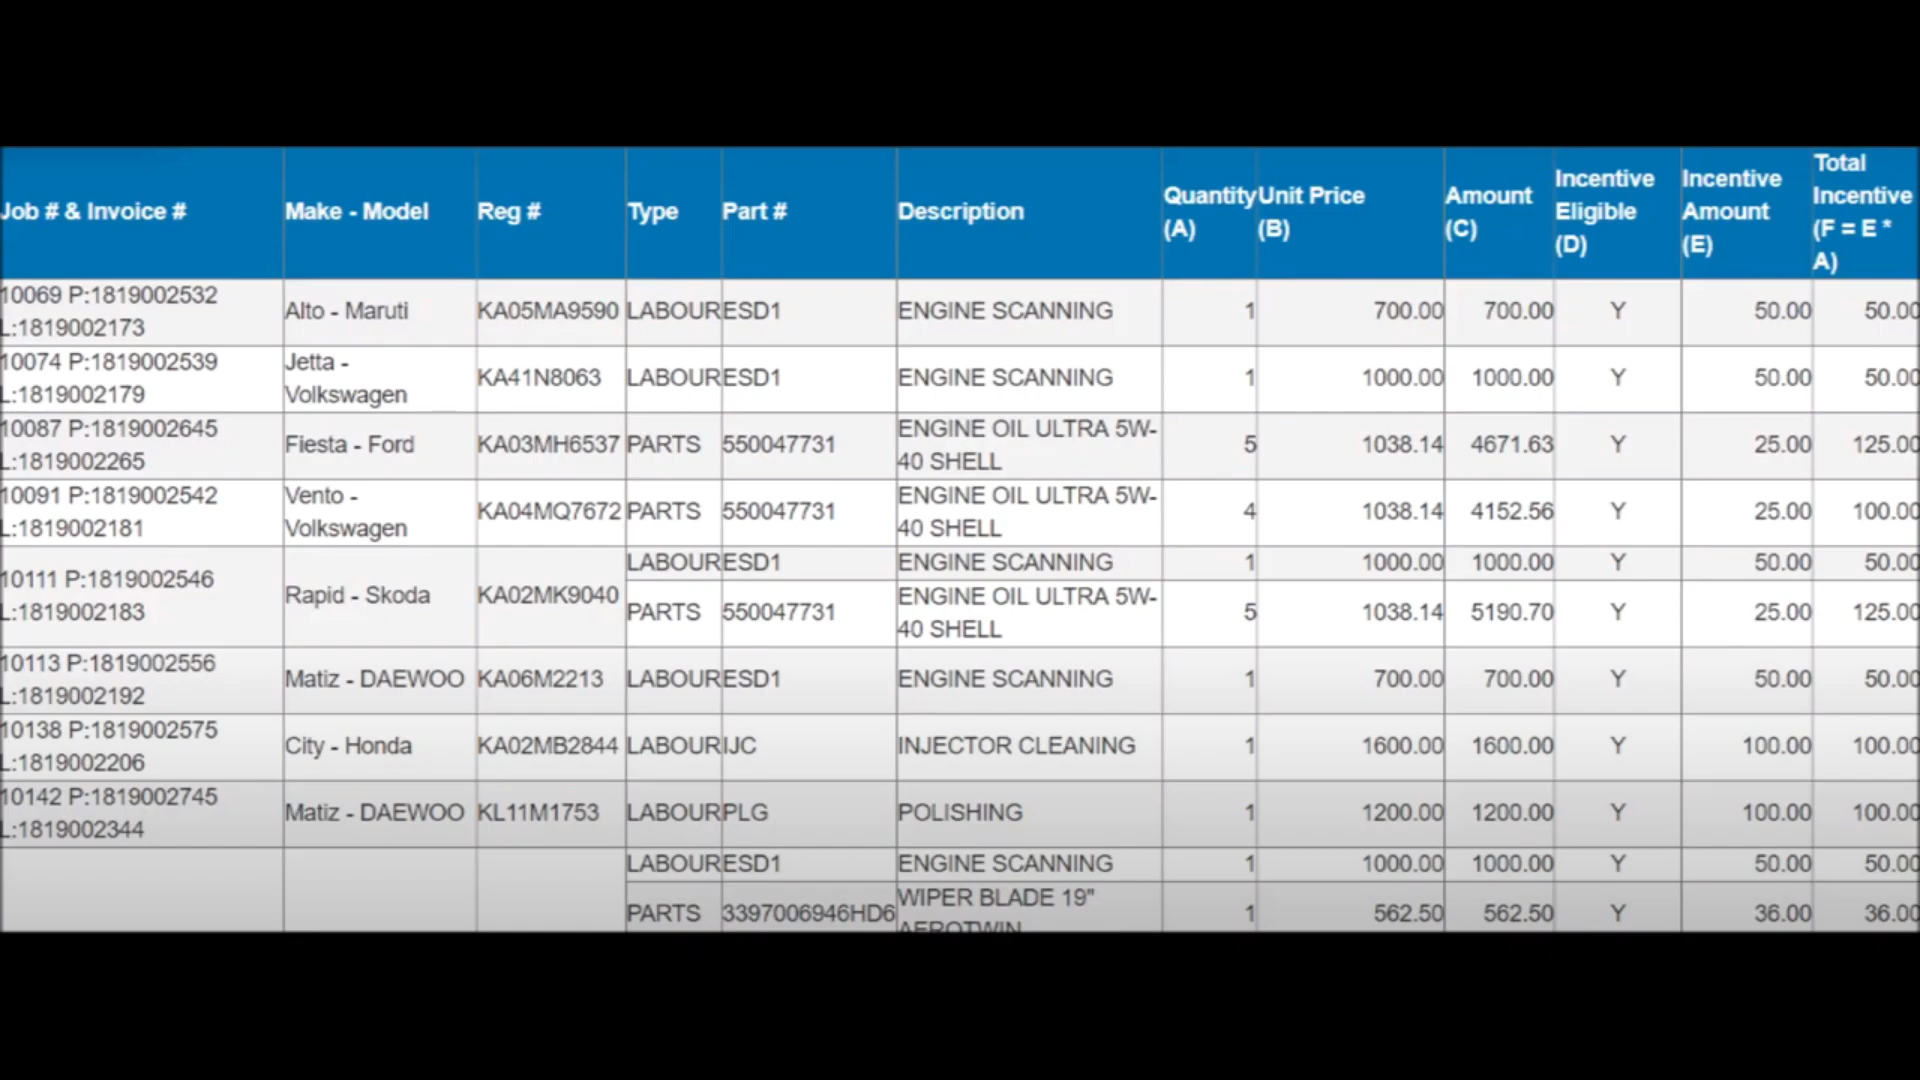 Job # & Invoice # Make - Model Reg # Type Part # Description Quantity (A) Unit Price (B) Amount (C) Incentive Eligible (D) Incentive Amount (E) Total Incentive (F = E * A)
10069 P:1819002532 L:1819002173 Alto - Maruti KA05MA9590 LABOUR ESD1 ENGINE SCANNING 1 700.00 700.00 Y 50.00 50.00
10074 P:1819002539 L:1819002179 Jetta - Volkswagen KA41N8063 LABOUR ESD1 ENGINE SCANNING 1 1000.00 1000.00 Y 50.00 50.00
10087 P:1819002645 L:1819002265 Fiesta - Ford KA03MH6537 PARTS 550047731 ENGINE OIL ULTRA 5W-40 SHELL 5 1038.14 4671.63 Y 25.00 125.00
10091 P:1819002542 L:1819002181 Vento - Volkswagen KA04MQ7672 PARTS 550047731 ENGINE OIL ULTRA 5W-40 SHELL 4 1038.14 4152.56 Y 25.00 100.00
10111 P:1819002546 L:1819002183 Rapid - Skoda KA02MK9040 LABOUR ESD1 ENGINE SCANNING 1 1000.00 1000.00 Y 50.00 50.00
PARTS 550047731 ENGINE OIL ULTRA 5W-40 SHELL 5 1038.14 5190.70 Y 25.00 125.00
10113 P:1819002556 L:1819002192 Matiz - DAEWOO KA06M2213 LABOUR ESD1 ENGINE SCANNING 1 700.00 700.00 Y 50.00 50.00
10138 P:1819002575 L:1819002206 City - Honda KA02MB2844 LABOUR IJC INJECTOR CLEANING 1 1600.00 1600.00 Y 100.00 100.00
10142 P:1819002745 L:1819002344 Matiz - DAEWOO KL11M1753 LABOUR PLG POLISHING 1 1200.00 1200.00 Y 100.00 100.00
LABOUR ESD1 ENGINE SCANNING 1 1000.00 1000.00 Y 50.00 50.00
PARTS 3397006946HD6 WIPER BLADE 19" AEROTWIN 1 562.50 562.50 Y 36.00 36.00